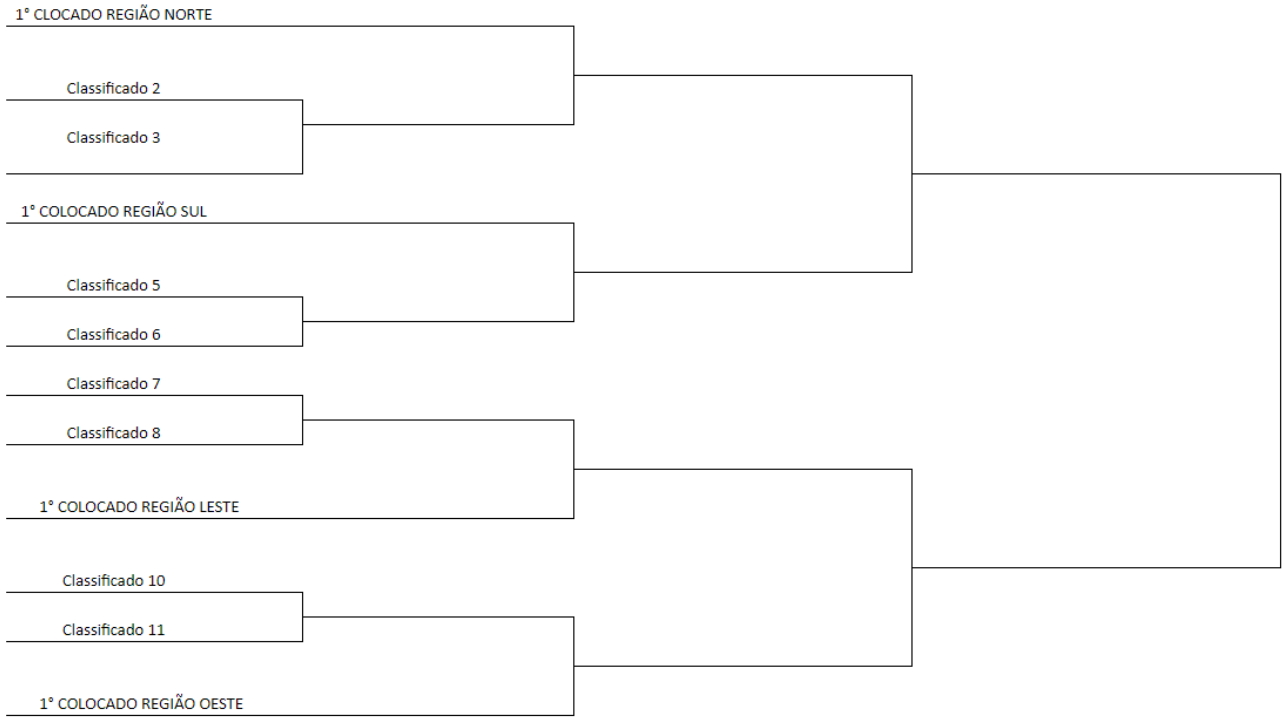 1° CLOCADO REGIÃO NORTE
Classificado 2
Classificado 3
1° COLOCADO REGIÃO SUL
Classificado 5
Classificado 6
Classificado 7
Classificado 8
1° COLOCADO REGIÃO LESTE
Classificado 10
Classificado 11
1° COLOCADO REGIÃO OESTE